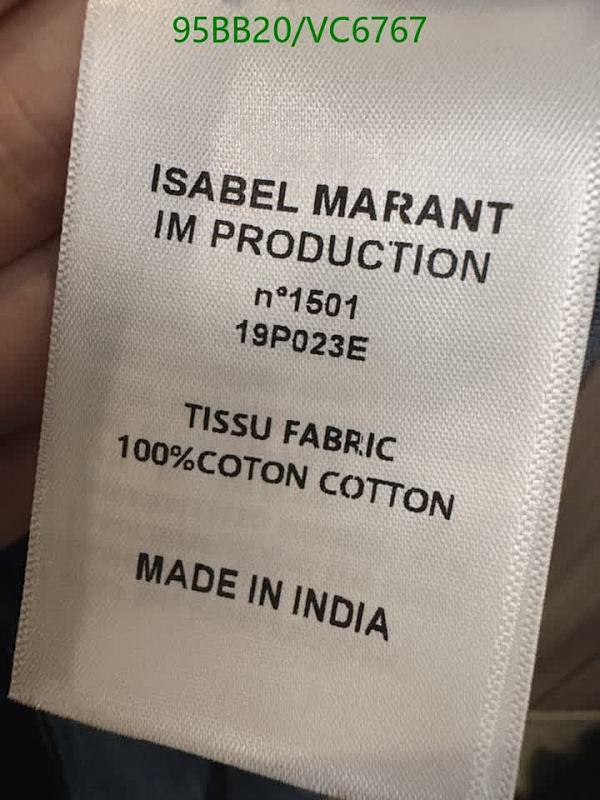 95BB20/VC6767
ISABEL MARANT
IM PRODUCTION
n°1501
19P023E
TISSU FABRIC
100%COTON COTTON
MADE IN INDIA